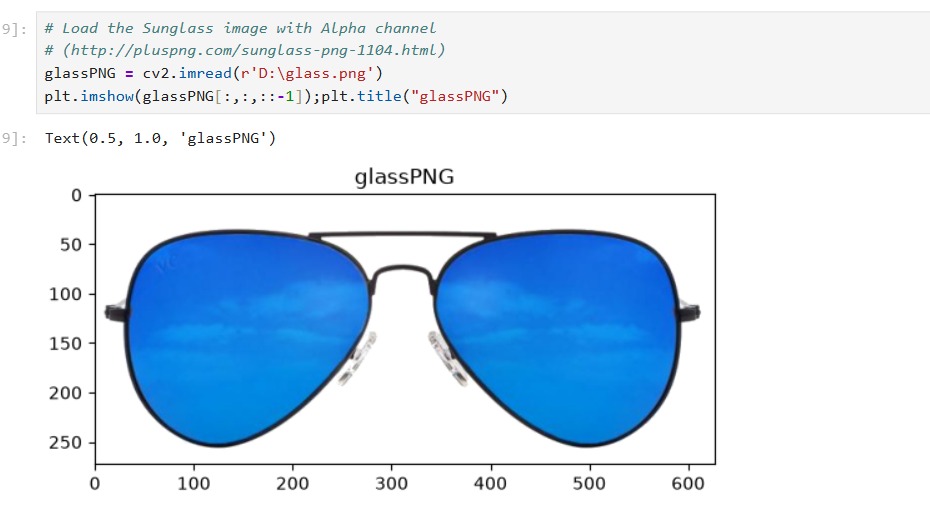 9]: # Load the Sunglass image with Alpha channel
# (http://pluspng.com/sunglass-png-1104.html)
glassPNG = cv2.imread(r'D:\glass.png')
plt.imshow(glassPNG[:,:,::-1]);plt.title("glassPNG")
9]: Text(0.5, 1.0, 'glassPNG')
glassPNG
0
50
100
150
200
250
0 100 200 300 400 500 600